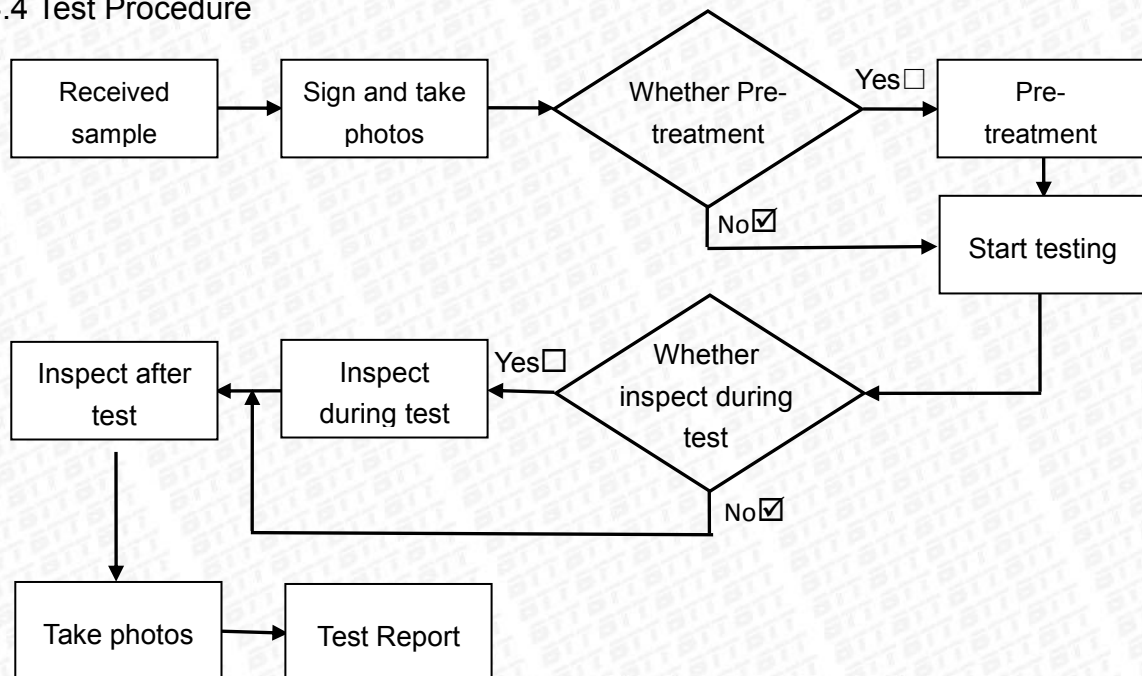 .4 Test Procedure
Received
sample
Sign and take
photos
Whether Pre-
treatment
Yes☐
Pre-
treatment
No☑
Start testing
Whether
inspect during
test
Yes☐
Inspect
during test
Inspect after
test
No☑
Take photos
Test Report